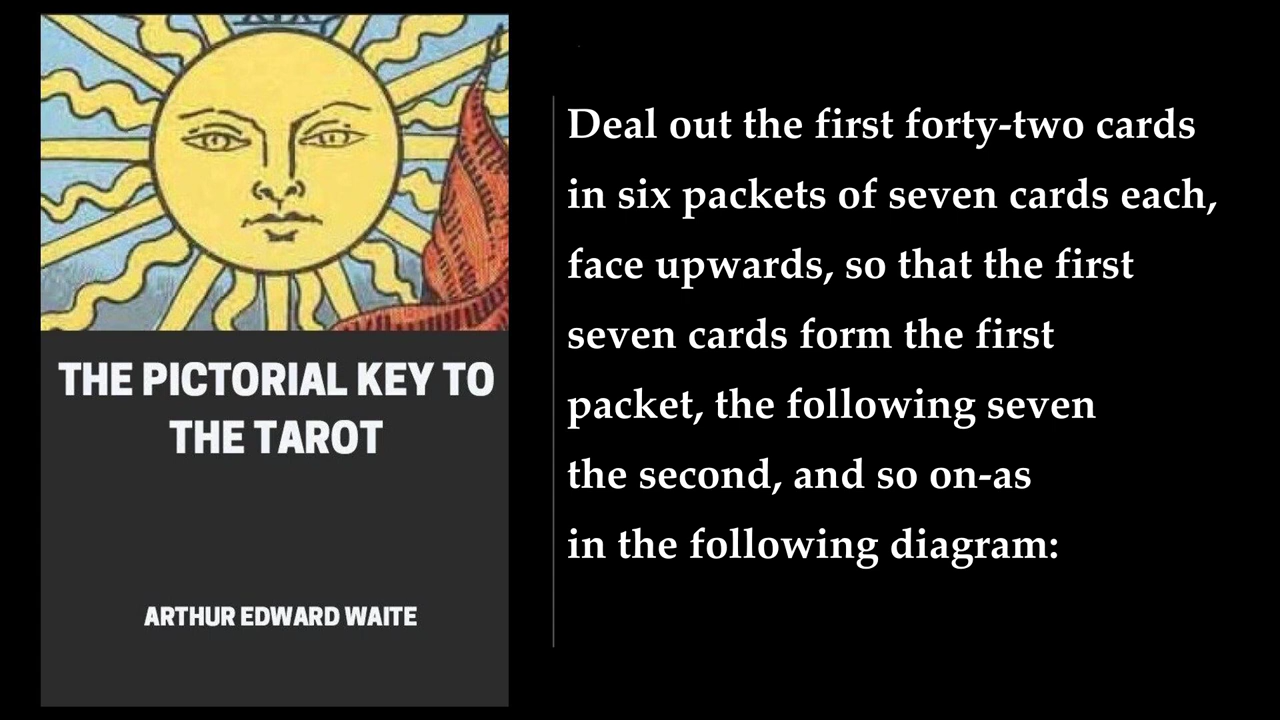 XIX
THE PICTORIAL KEY TO
THE TAROT
ARTHUR EDWARD WAITE
Deal out the first forty-two cards
in six packets of seven cards each,
face upwards, so that the first
seven cards form the first
packet, the following seven
the second, and so on-as
in the following diagram: